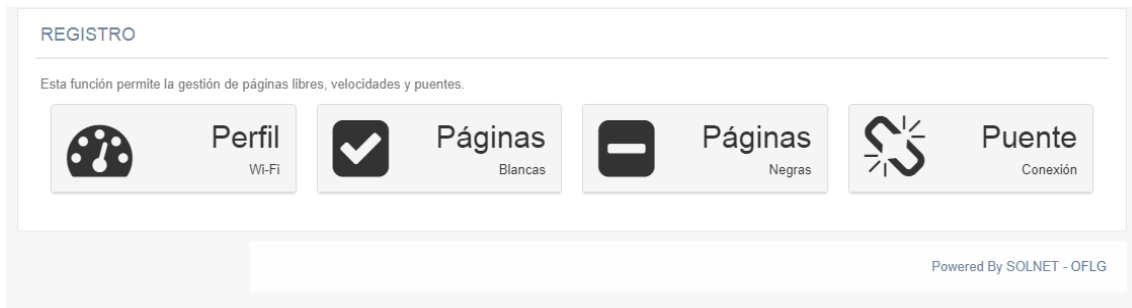 REGISTRO
Esta función permite la gestión de páginas libres, velocidades y puentes.
Perfil
Wi-Fi
Páginas
Blancas
Páginas
Negras
Puente
Conexión
Powered By SOLNET - OFLG